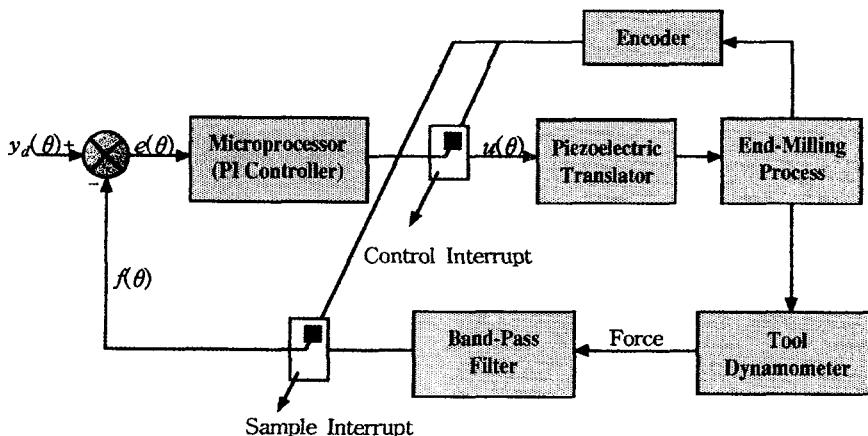 Encoder
y_d(θ)
+
e(θ)
Microprocessor
(PI Controller)
u(θ)
Piezoelectric
Translator
End-Milling
Process
−
Control Interrupt
f(θ)
Band-Pass
Filter
Force
Tool
Dynamometer
Sample Interrupt